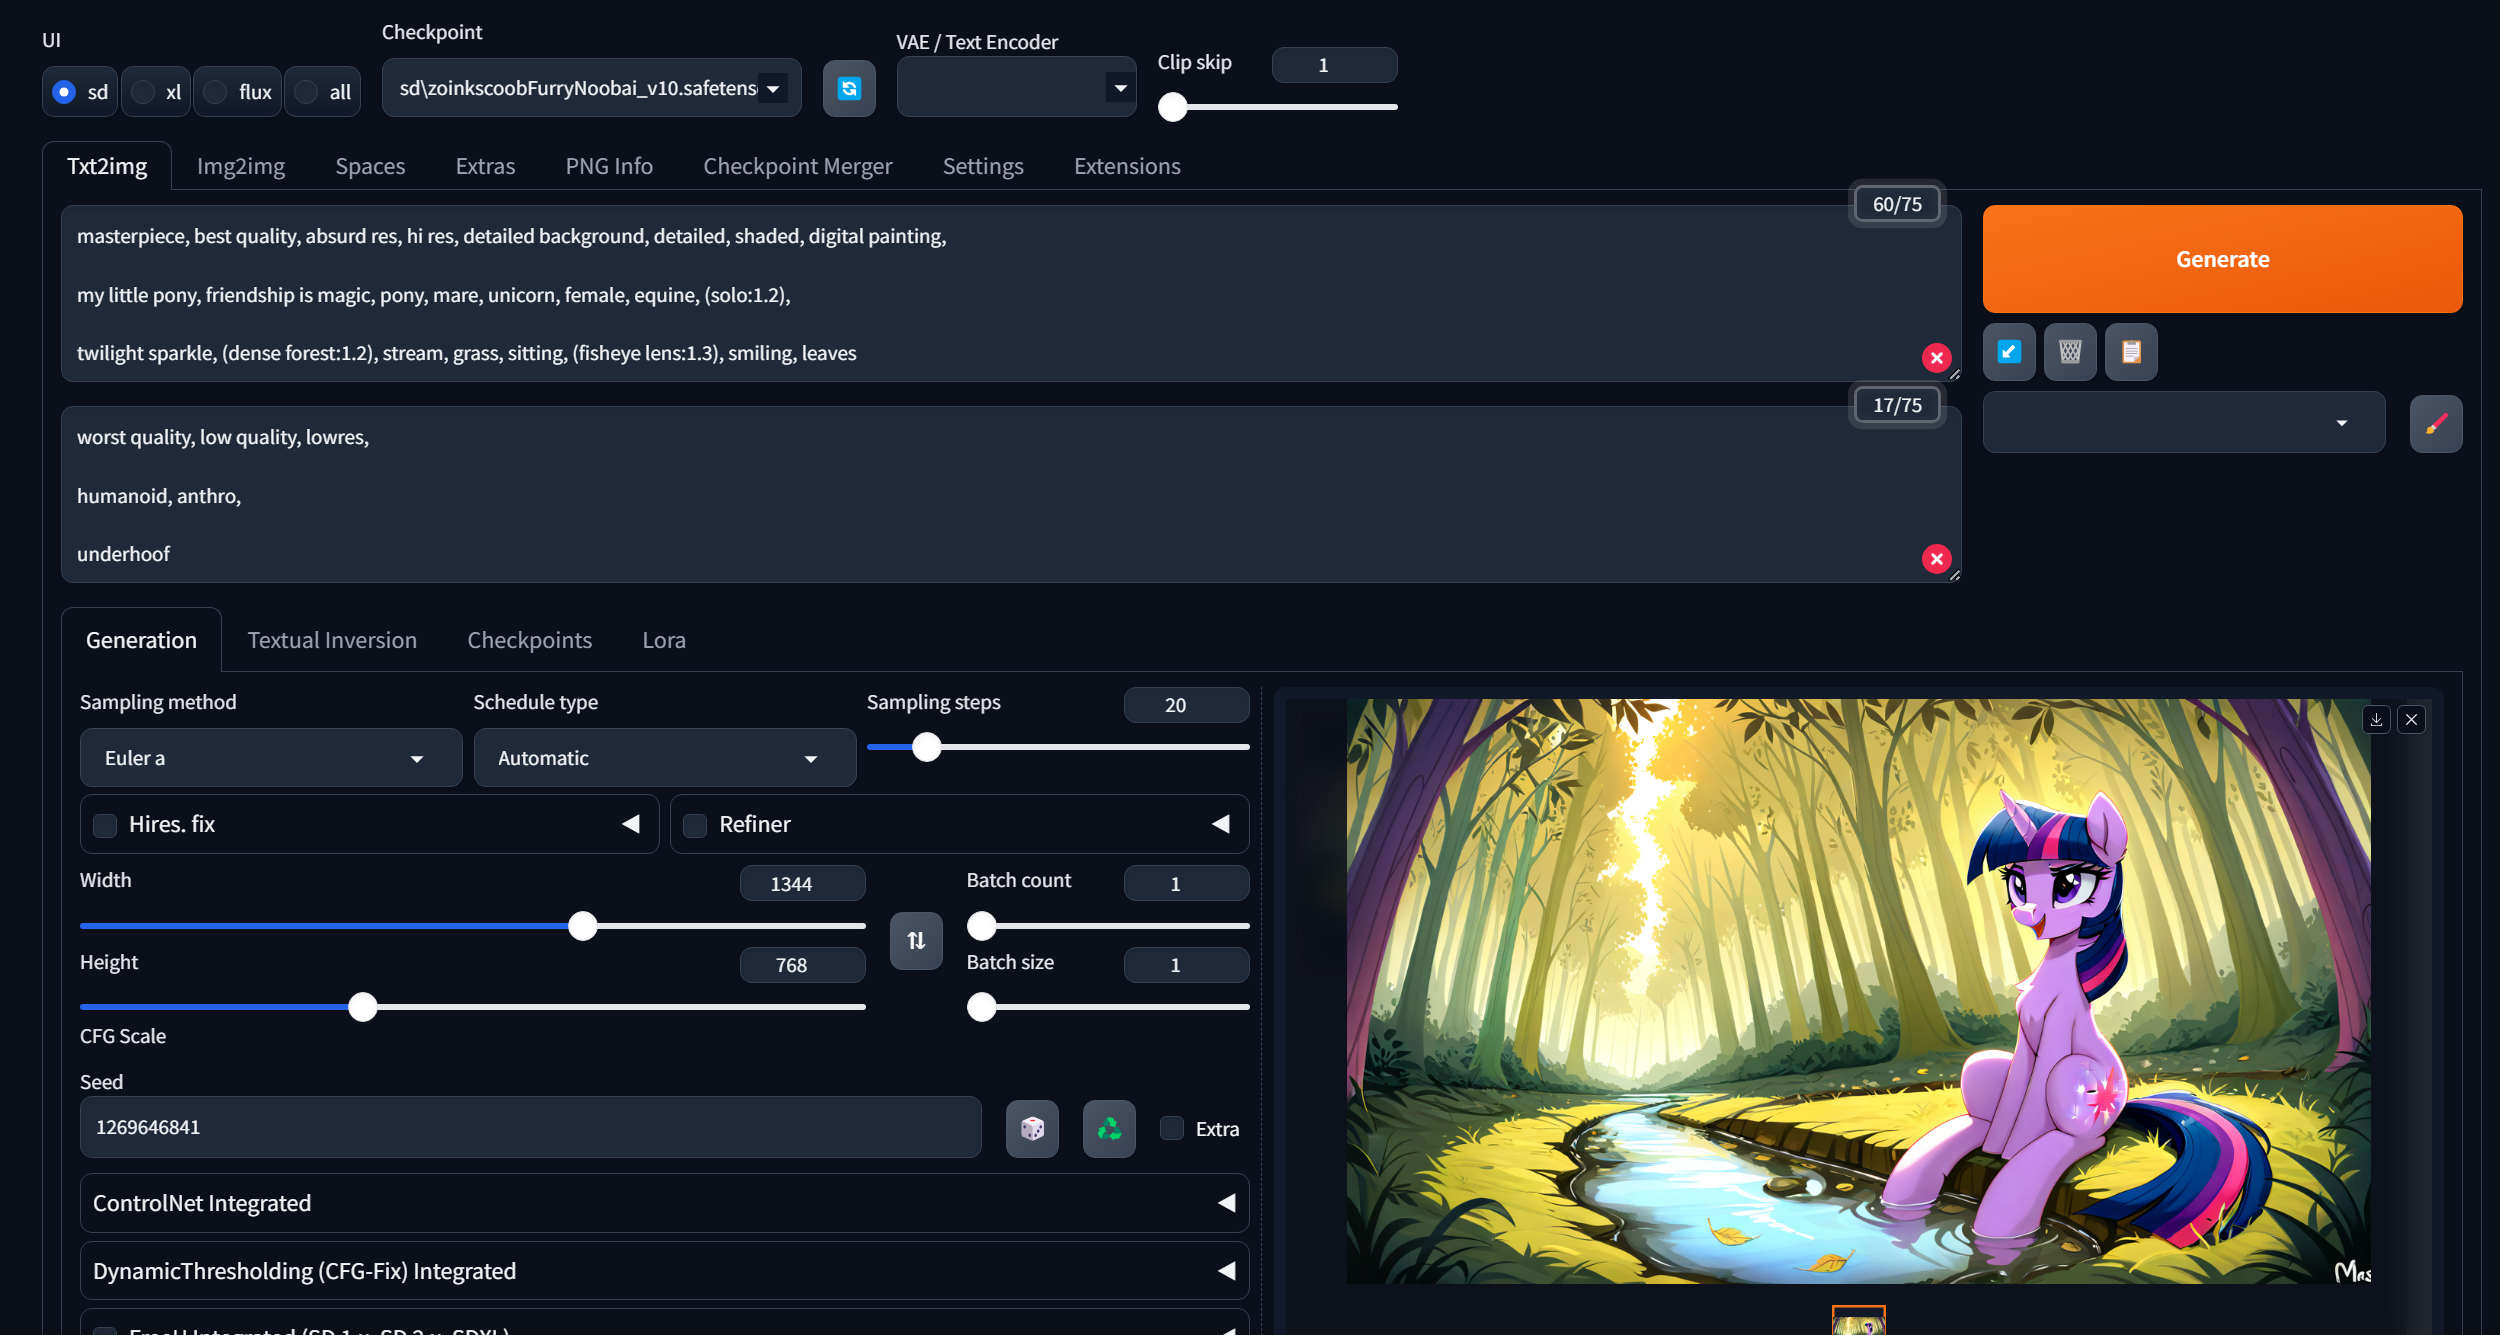 UI
sd
xl
flux
all
Checkpoint
sd\zoinkscoobFurryNoobai_v10.safetens
VAE / Text Encoder
Clip skip
1
Txt2img
Img2img
Spaces
Extras
PNG Info
Checkpoint Merger
Settings
Extensions
60/75
masterpiece, best quality, absurd res, hi res, detailed background, detailed, shaded, digital painting,
my little pony, friendship is magic, pony, mare, unicorn, female, equine, (solo:1.2),
twilight sparkle, (dense forest:1.2), stream, grass, sitting, (fisheye lens:1.3), smiling, leaves
Generate
17/75
worst quality, low quality, lowres,
humanoid, anthro,
underhoof
Generation
Textual Inversion
Checkpoints
Lora
Sampling method
Euler a
Schedule type
Automatic
Sampling steps
20
Hires. fix
Refiner
Width
1344
Height
768
Batch count
1
Batch size
1
CFG Scale
Seed
1269646841
Extra
ControlNet Integrated
DynamicThresholding (CFG-Fix) Integrated